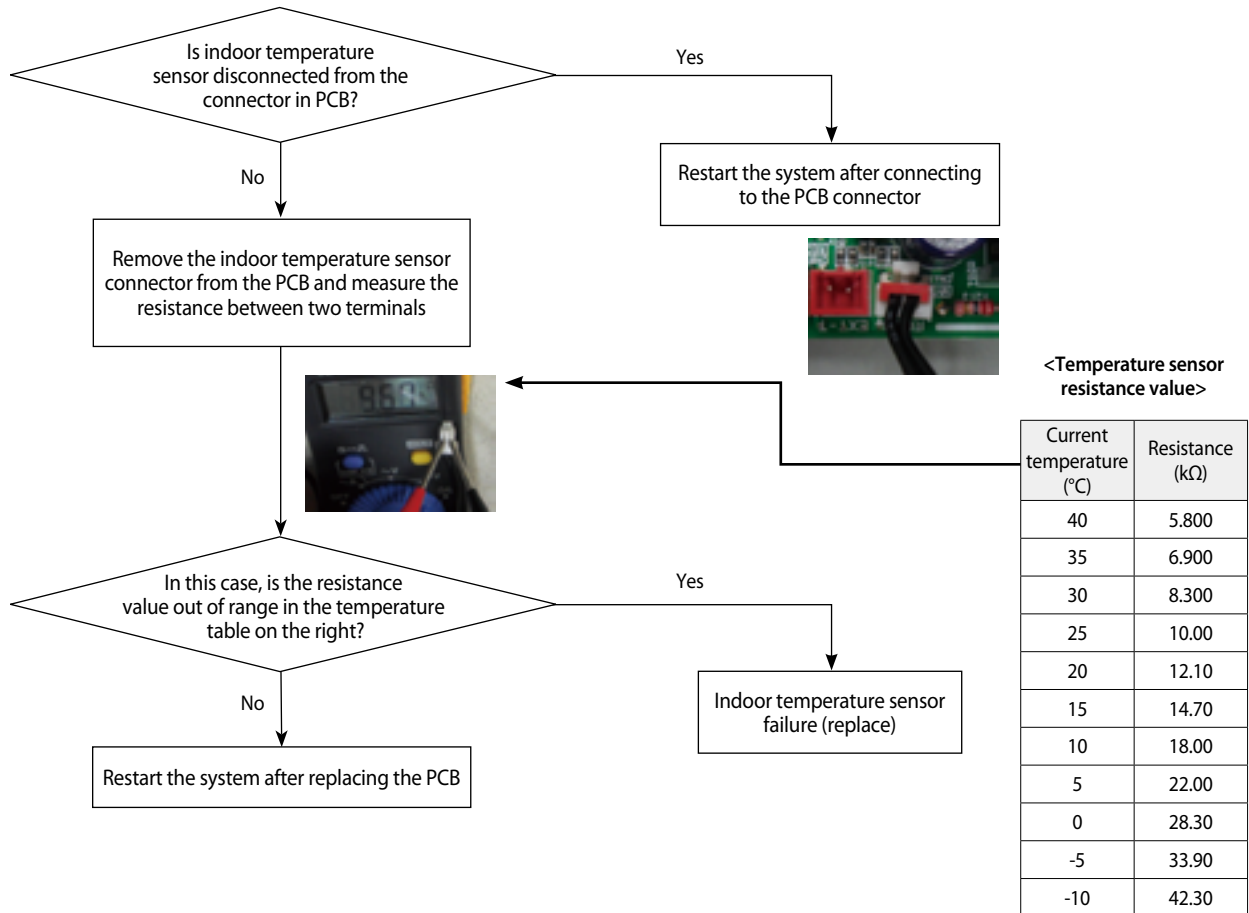 Is indoor temperature
sensor disconnected from the
connector in PCB?
Yes
No
Restart the system after connecting
to the PCB connector
Remove the indoor temperature sensor
connector from the PCB and measure the
resistance between two terminals
<Temperature sensor
resistance value>
Current
temperature
(°C)
Resistance
(kΩ)
40 5.800
35 6.900
30 8.300
25 10.00
20 12.10
15 14.70
10 18.00
5 22.00
0 28.30
-5 33.90
-10 42.30
In this case, is the resistance
value out of range in the temperature
table on the right?
Yes
No
Indoor temperature sensor
failure (replace)
Restart the system after replacing the PCB